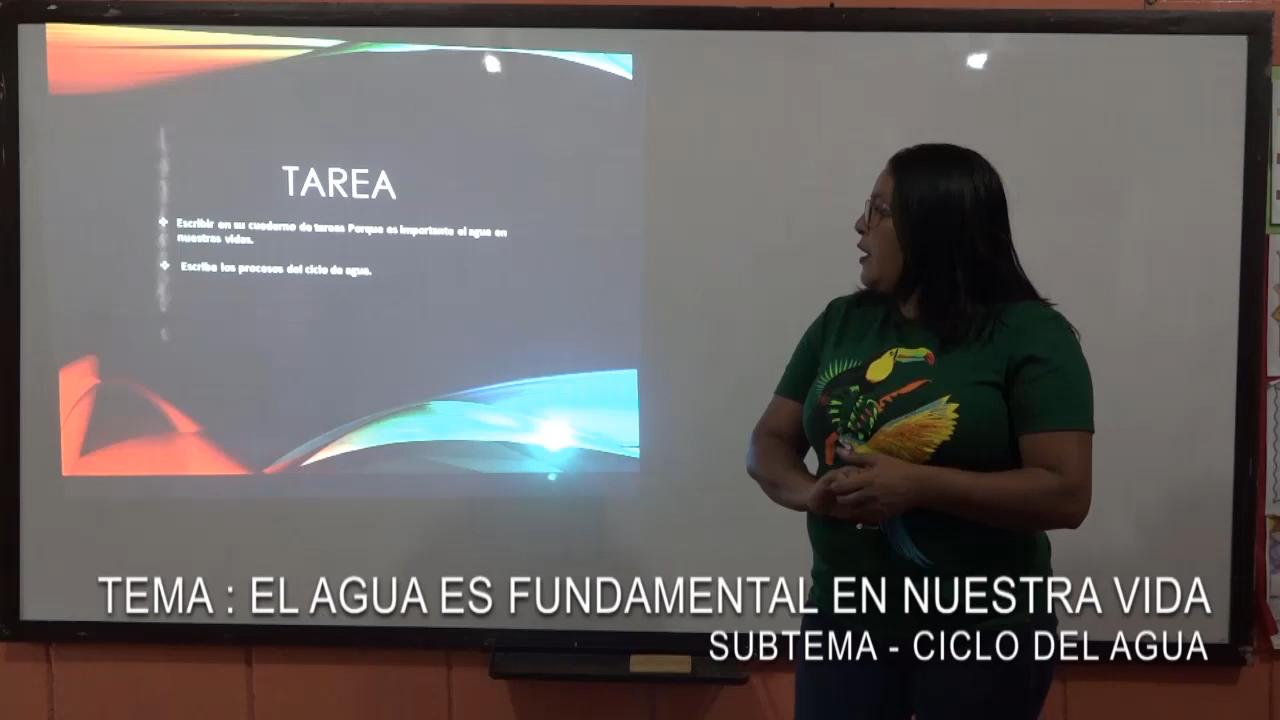 TAREA
Escribir en su cuaderno de tareas Porque es importante el agua en
nuestras vidas.
Escribe los procesos del ciclo de agua.
TEMA : EL AGUA ES FUNDAMENTAL EN NUESTRA VIDA
SUBTEMA - CICLO DEL AGUA